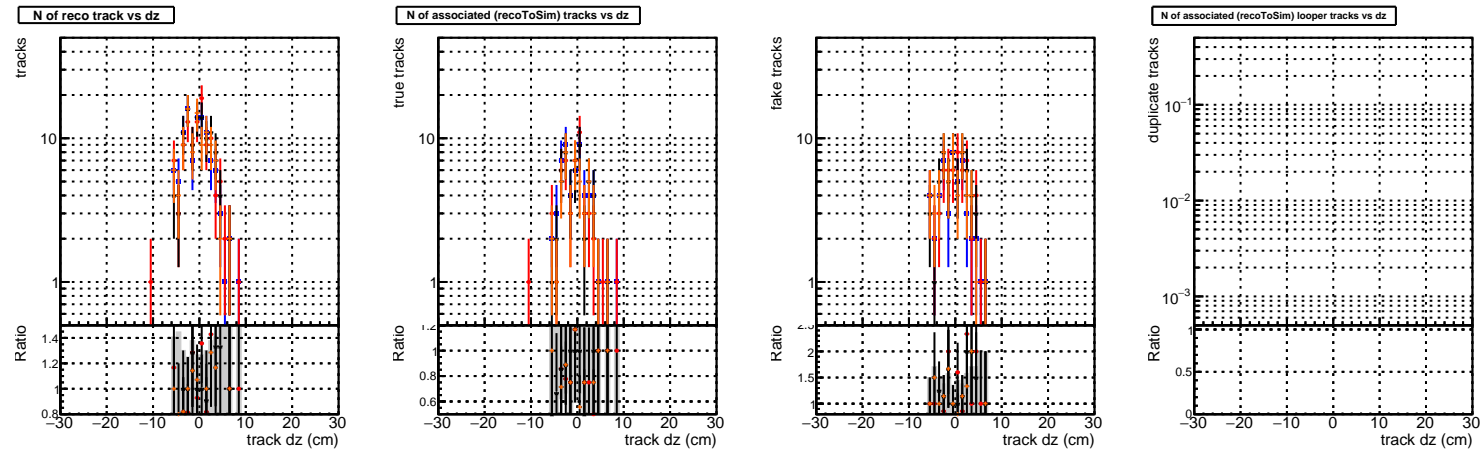 N of reco track vs dz
tracks
10
1
Ratio
1.4
1.2
1
0.8
−30 −20 −10 0 10 20 30
track dz (cm)
N of associated (recoToSim) tracks vs dz
true tracks
10
1
Ratio
1.2
1
0.8
0.6
−30 −20 −10 0 10 20 30
track dz (cm)
fake tracks
10
1
Ratio
2.5
2
1.5
1
−30 −20 −10 0 10 20 30
track dz (cm)
N of associated (recoToSim) looper tracks vs dz
duplicate tracks
10−1
10−2
10−3
Ratio
1
0.5
0
−30 −20 −10 0 10 20 30
track dz (cm)